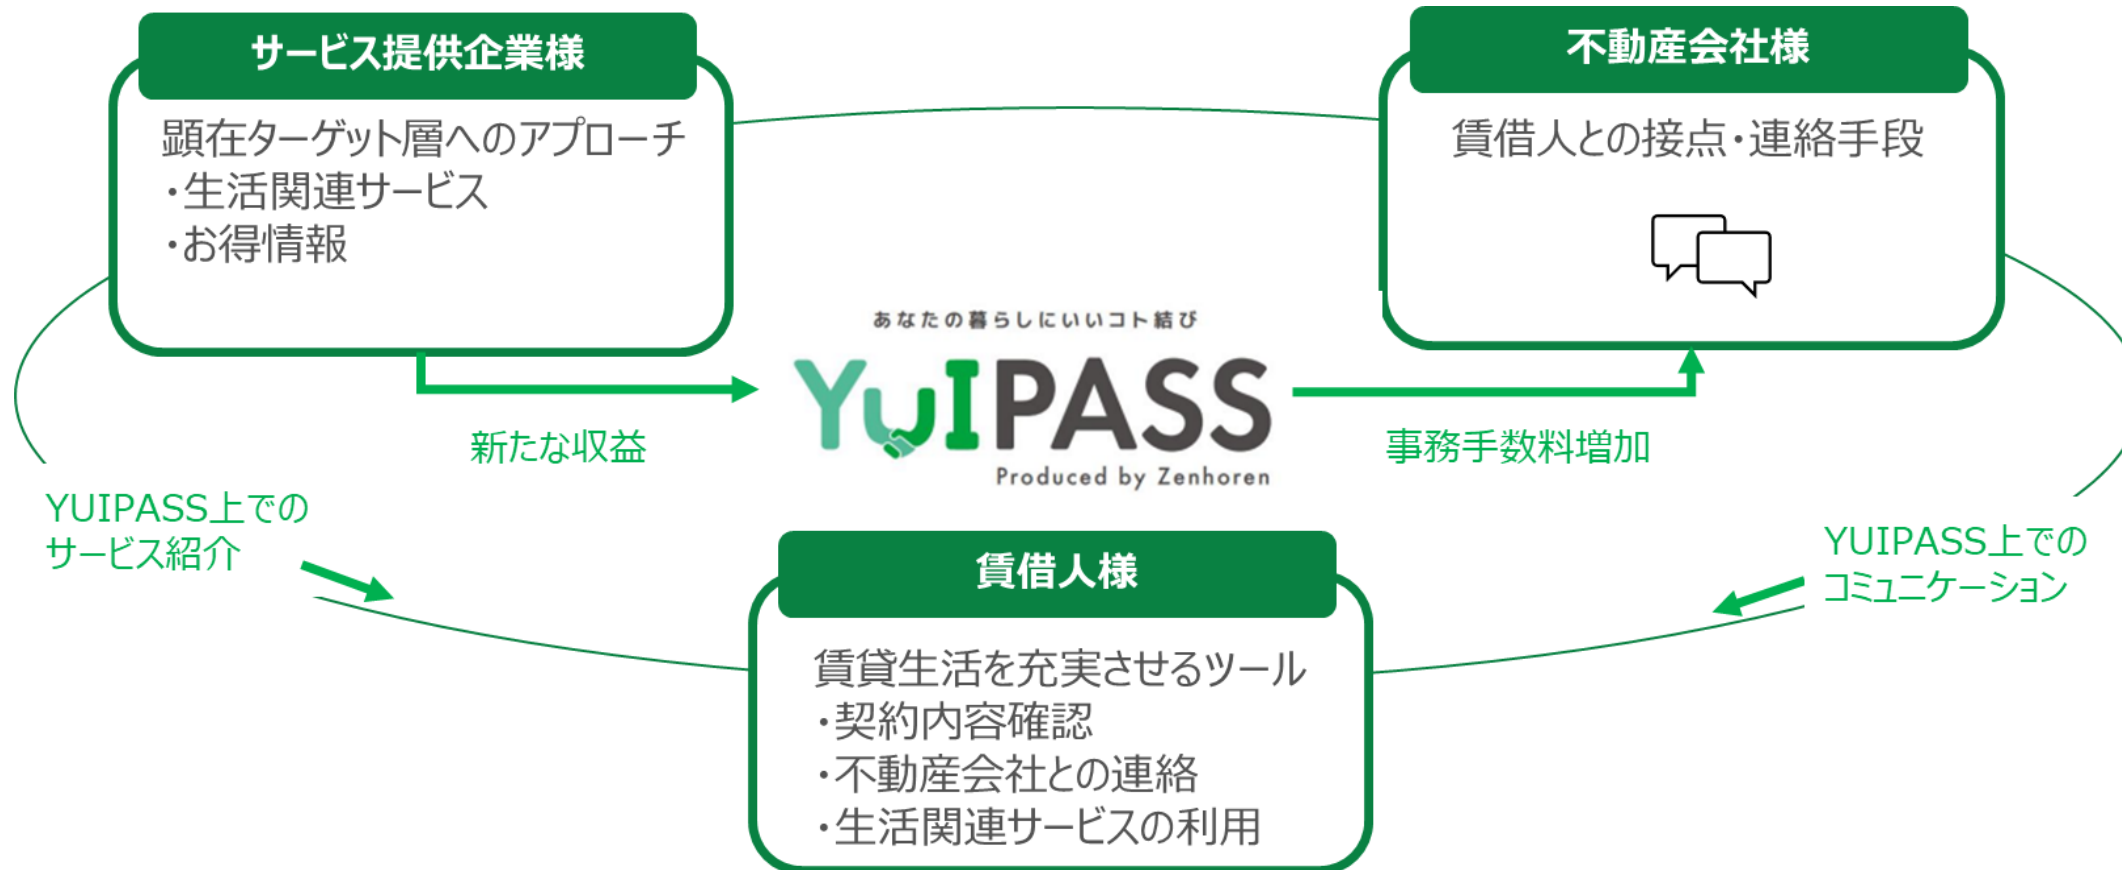 サービス提供企業様
顕在ターゲット層へのアプローチ
・生活関連サービス
・お得情報
不動産会社様
賃借人との接点・連絡手段
あなたの暮らしにいいコト結び
YUIPASS
Produced by Zenhoren
新たな収益
事務手数料増加
YUIPASS上での
サービス紹介
YUIPASS上での
コミュニケーション
賃借人様
賃貸生活を充実させるツール
・契約内容確認
・不動産会社との連絡
・生活関連サービスの利用